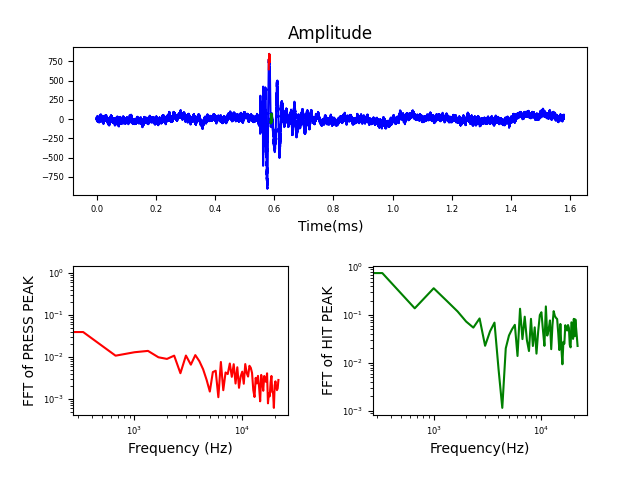 Amplitude
750
500
250
0
−250
−500
−750
0.0 0.2 0.4 0.6 0.8 1.0 1.2 1.4 1.6
Time(ms)
FFT of PRESS PEAK
10⁰
10⁻¹
10⁻²
10⁻³
10³ 10⁴
Frequency (Hz)
FFT of HIT PEAK
10⁰
10⁻¹
10⁻²
10⁻³
10³ 10⁴
Frequency(Hz)